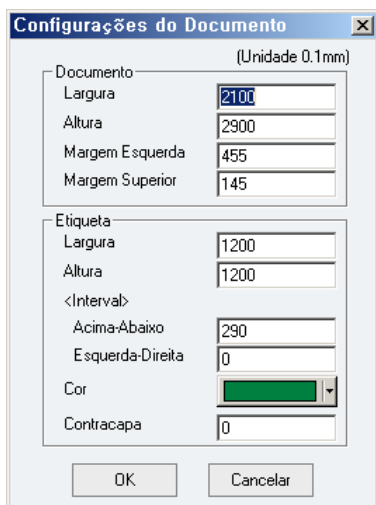 Configurações do Documento
(Unidade 0.1mm)
Documento
Largura 2100
Altura 2900
Margem Esquerda 455
Margem Superior 145
Etiqueta
Largura 1200
Altura 1200
<Interval>
Acima-Abaixo 290
Esquerda-Direita 0
Cor
Contracapa 0
OK Cancelar